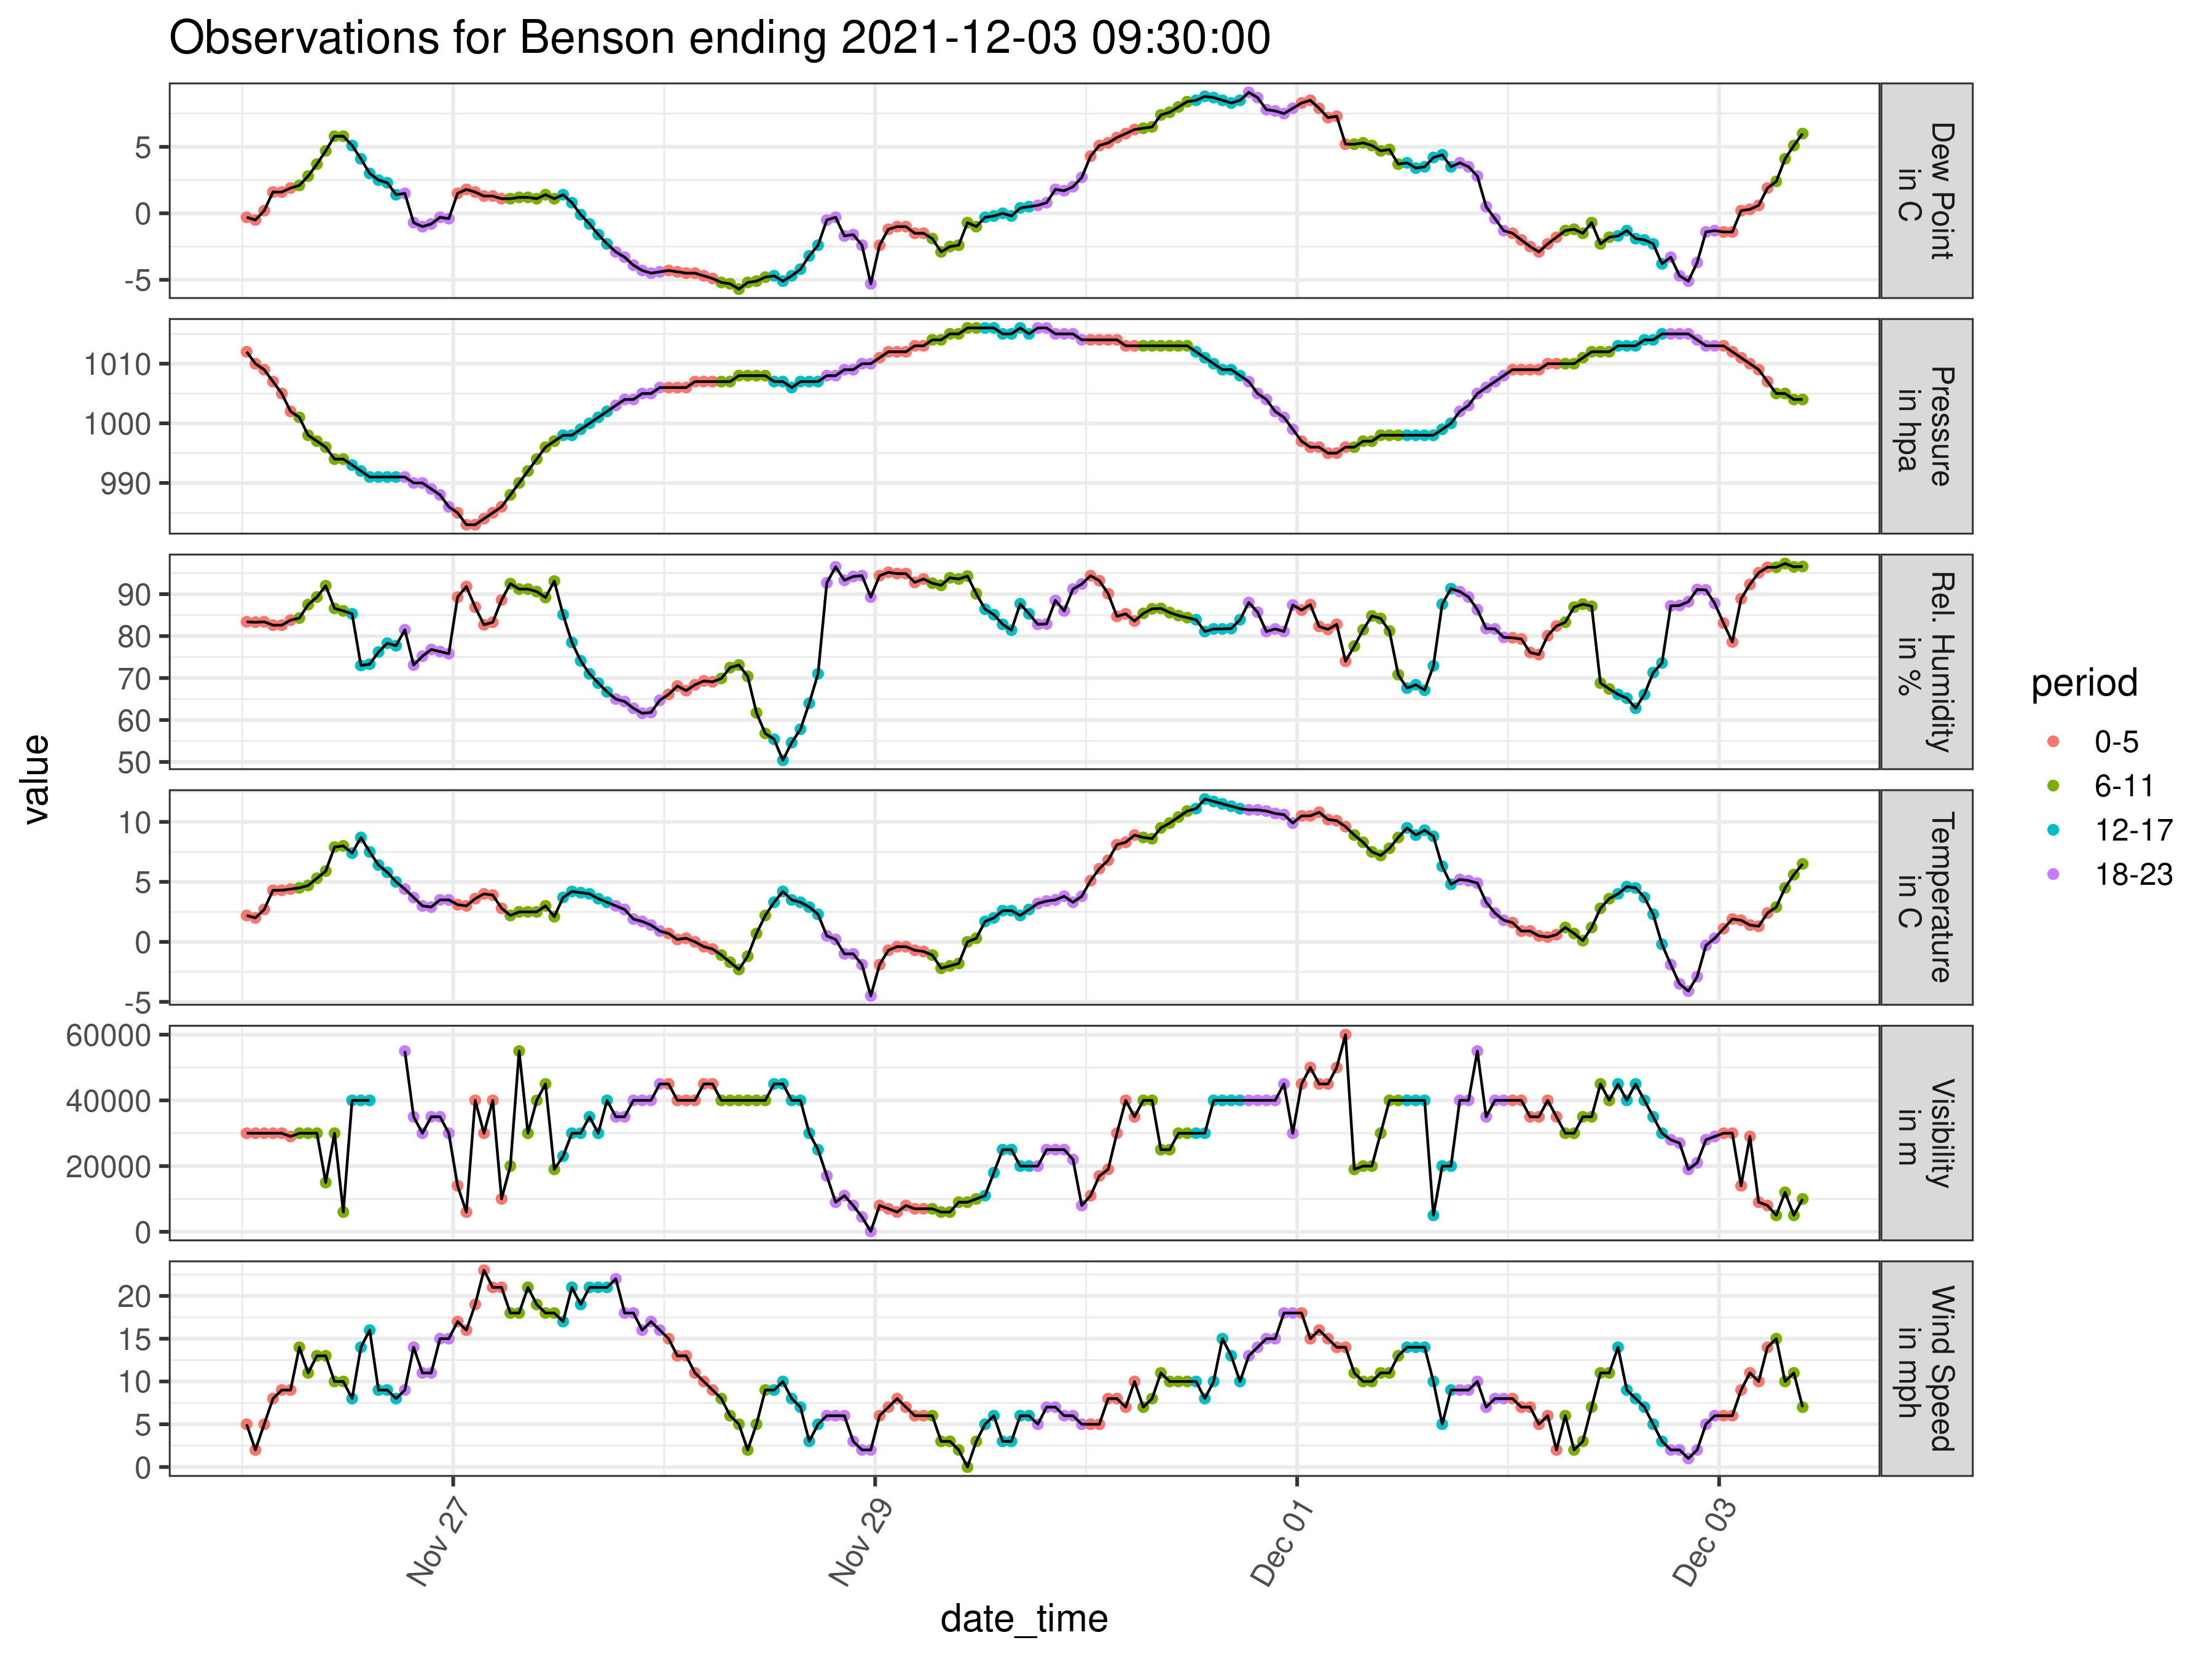 Observations for Benson ending 2021-12-03 09:30:00
value
5
0
-5
Dew Point
in C
1010
1000
990
Pressure
in hpa
90
80
70
60
50
Rel. Humidity
in %
10
5
0
-5
Temperature
in C
60000
40000
20000
0
Visibility
in m
20
15
10
5
0
Wind Speed
in mph
Nov 27
Nov 29
Dec 01
Dec 03
date_time
period
0-5
6-11
12-17
18-23